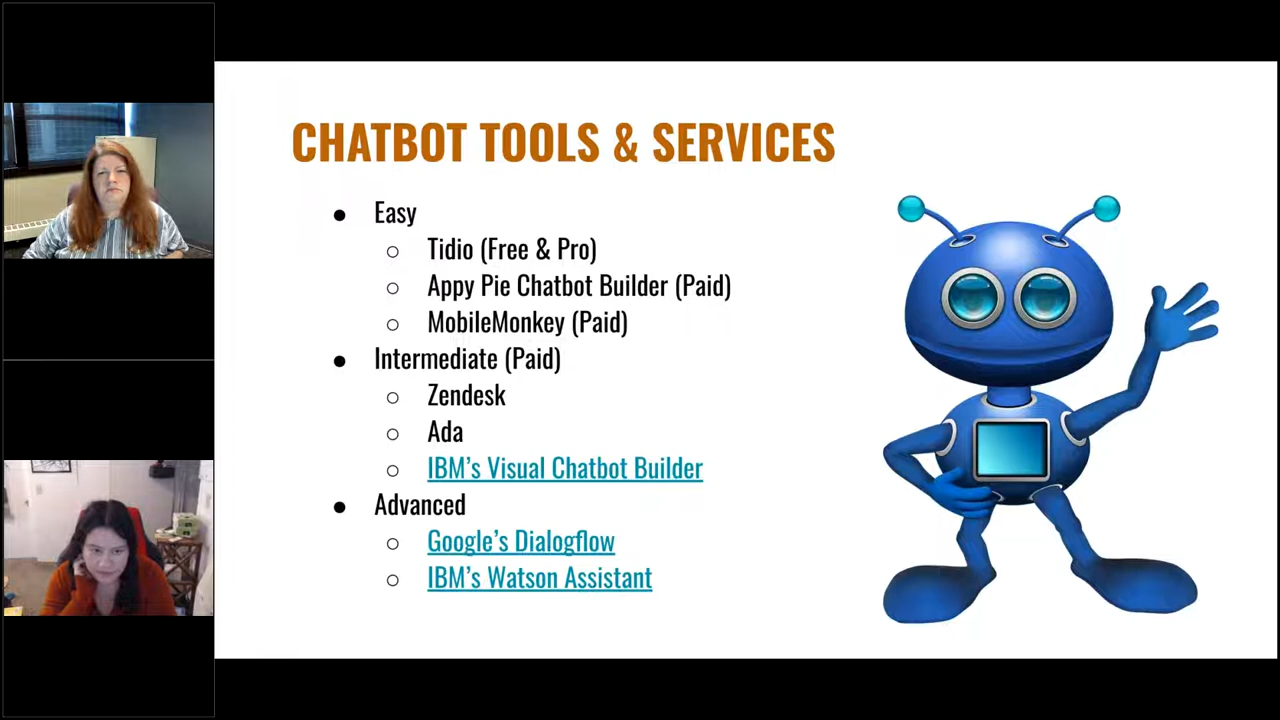 CHATBOT TOOLS & SERVICES
● Easy
○ Tidio (Free & Pro)
○ Appy Pie Chatbot Builder (Paid)
○ MobileMonkey (Paid)
● Intermediate (Paid)
○ Zendesk
○ Ada
○ IBM’s Visual Chatbot Builder
● Advanced
○ Google’s Dialogflow
○ IBM’s Watson Assistant